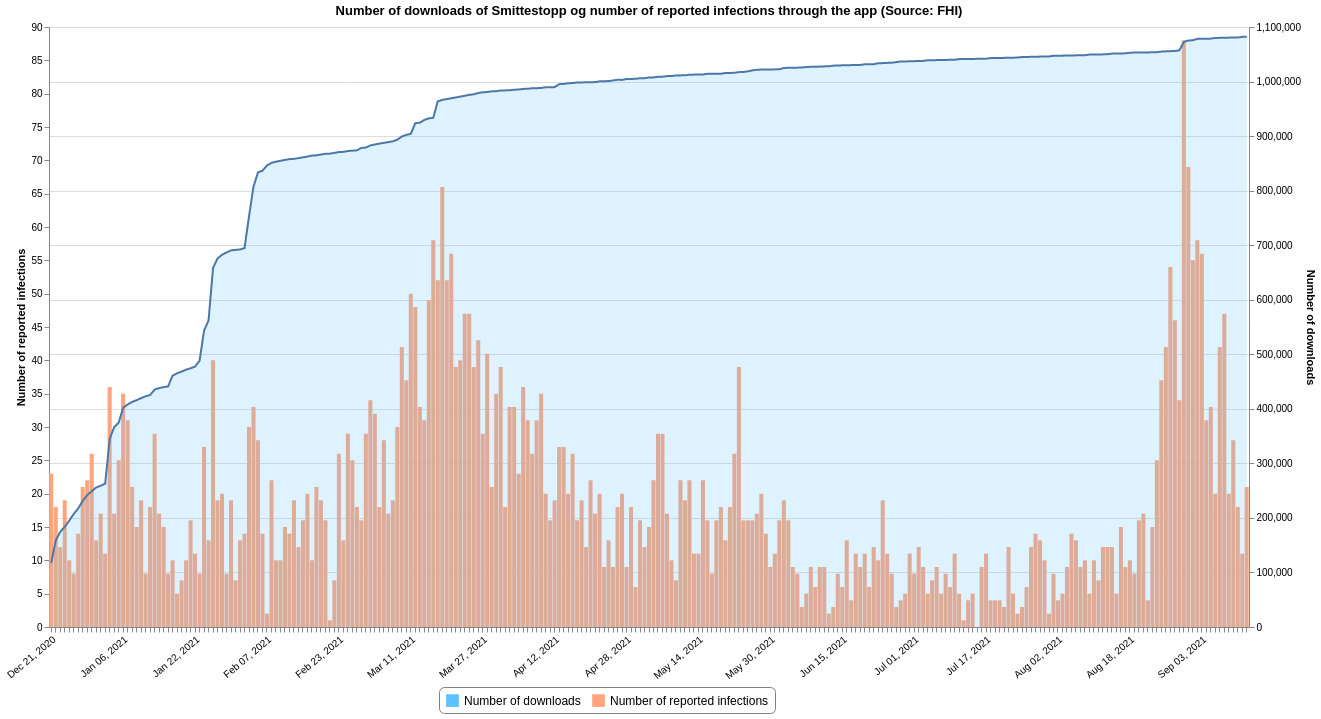 Number of downloads of Smittestopp og number of reported infections through the app (Source: FHI)
Number of reported infections
90
85
80
75
70
65
60
55
50
45
40
35
30
25
20
15
10
5
0
1,100,000
1,000,000
900,000
800,000
700,000
600,000
500,000
400,000
300,000
200,000
100,000
0
Number of downloads
Dec 21, 2020
Jan 06, 2021
Jan 22, 2021
Feb 07, 2021
Feb 23, 2021
Mar 11, 2021
Mar 27, 2021
Apr 12, 2021
Apr 28, 2021
May 14, 2021
May 30, 2021
Jun 15, 2021
Jul 01, 2021
Jul 17, 2021
Aug 02, 2021
Aug 18, 2021
Sep 03, 2021
Number of downloads
Number of reported infections